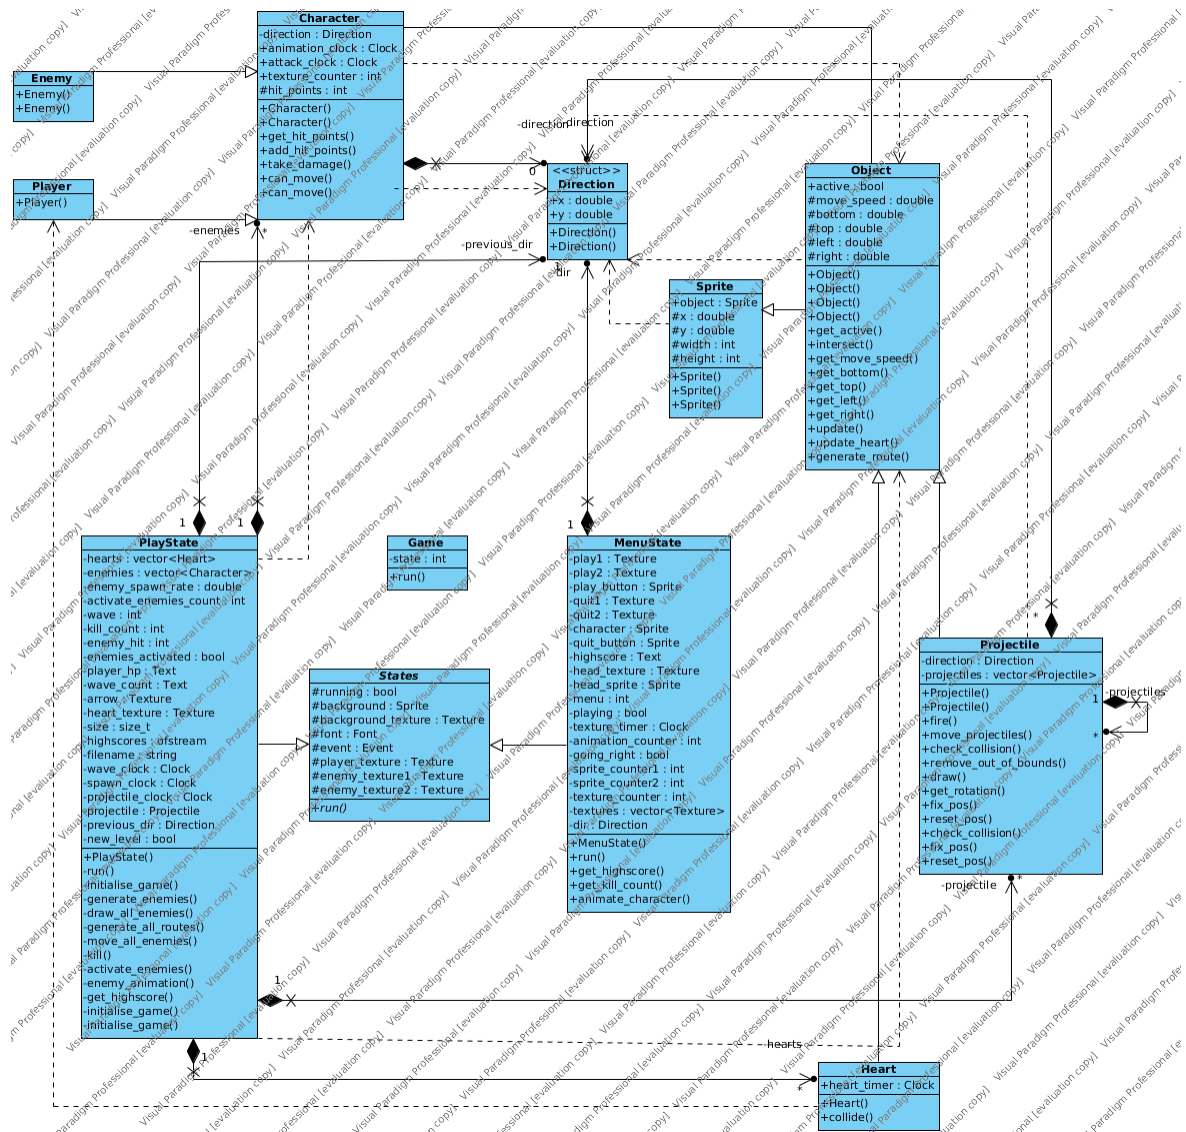 Character
-direction : Direction
+animation_clock : Clock
+attack_clock : Clock
+texture_counter : int
#hit_points : int
+Character()
+Character()
+get_hit_points()
+add_hit_points()
+take_damage()
+can_move()
+can_move()
Enemy
+Enemy()
+Enemy()
Player
+Player()
-enemies
*
-direction
-direction
0
<<struct>>
Direction
+x : double
+y : double
+Direction()
+Direction()
-previous_dir
1
dir
Object
+active : bool
#move_speed : double
#bottom : double
#top : double
#left : double
#right : double
+Object()
+Object()
+Object()
+Object()
+get_active()
+intersect()
+get_move_speed()
+get_bottom()
+get_top()
+get_left()
+get_right()
+update()
+update_heart()
+generate_route()
Sprite
+object : Sprite
#x : double
#y : double
#width : int
#height : int
+Sprite()
+Sprite()
+Sprite()
1
1
1
PlayState
-hearts : vector<Heart>
-enemies : vector<Character>
-enemy_spawn_rate : double
-activate_enemies_count : int
-wave : int
-kill_count : int
-enemy_hit : int
-enemies_activated : bool
-player_hp : Text
-wave_count : Text
-arrow : Texture
-heart_texture : Texture
-size : size_t
-highscores : ofstream
-filename : string
-wave_clock : Clock
-spawn_clock : Clock
-projectile_clock : Clock
-projectile : Projectile
-previous_dir : Direction
-new_level : bool
+PlayState()
-run()
-initialise_game()
-generate_enemies()
-draw_all_enemies()
-generate_all_routes()
-move_all_enemies()
-kill()
-activate_enemies()
-enemy_animation()
-get_highscore()
-initialise_game()
-initialise_game()
Game
-state : int
+run()
States
#running : bool
#background : Sprite
#background_texture : Texture
#font : Font
#event : Event
#player_texture : Texture
#enemy_texture1 : Texture
#enemy_texture2 : Texture
+run()
MenuState
-play1 : Texture
-play2 : Texture
-play_button : Sprite
-quit1 : Texture
-quit2 : Texture
-character : Sprite
-quit_button : Sprite
-highscore : Text
-head_texture : Texture
-head_sprite : Sprite
-menu : int
-playing : bool
-texture_timer : Clock
-animation_counter : int
-going_right : bool
-sprite_counter1 : int
-sprite_counter2 : int
-texture_counter : int
-textures : vector<Texture>
-dir : Direction
+MenuState()
+run()
+get_highscore()
+get_kill_count()
+animate_character()
Projectile
-direction : Direction
-projectiles : vector<Projectile>
+Projectile()
+Projectile()
+fire()
+move_projectiles()
+check_collision()
+remove_out_of_bounds()
+draw()
+get_rotation()
+fix_pos()
+reset_pos()
+check_collision()
+fix_pos()
+reset_pos()
-projectiles
1
*
-projectile
*
1
1
-hearts
*
Heart
+heart_timer : Clock
+Heart()
+collide()
Visual Paradigm Professional [evaluation copy]